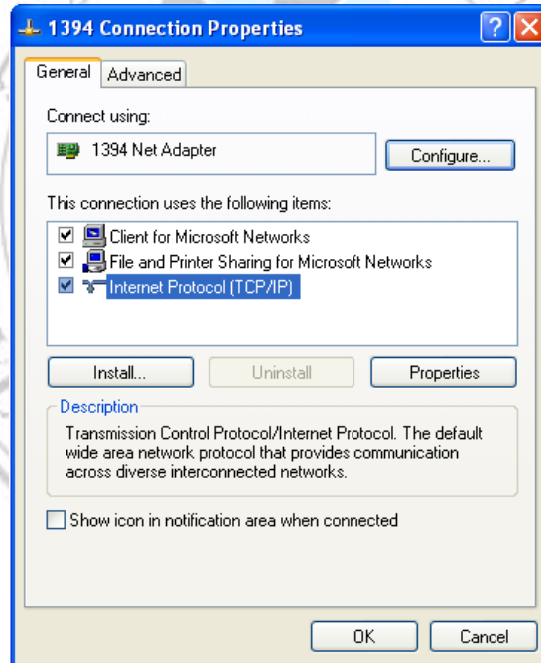 1394 Connection Properties
General Advanced
Connect using:
1394 Net Adapter
Configure...
This connection uses the following items:
Client for Microsoft Networks
File and Printer Sharing for Microsoft Networks
Internet Protocol (TCP/IP)
Install... Uninstall Properties
Description
Transmission Control Protocol/Internet Protocol. The default
wide area network protocol that provides communication
across diverse interconnected networks.
Show icon in notification area when connected
OK Cancel